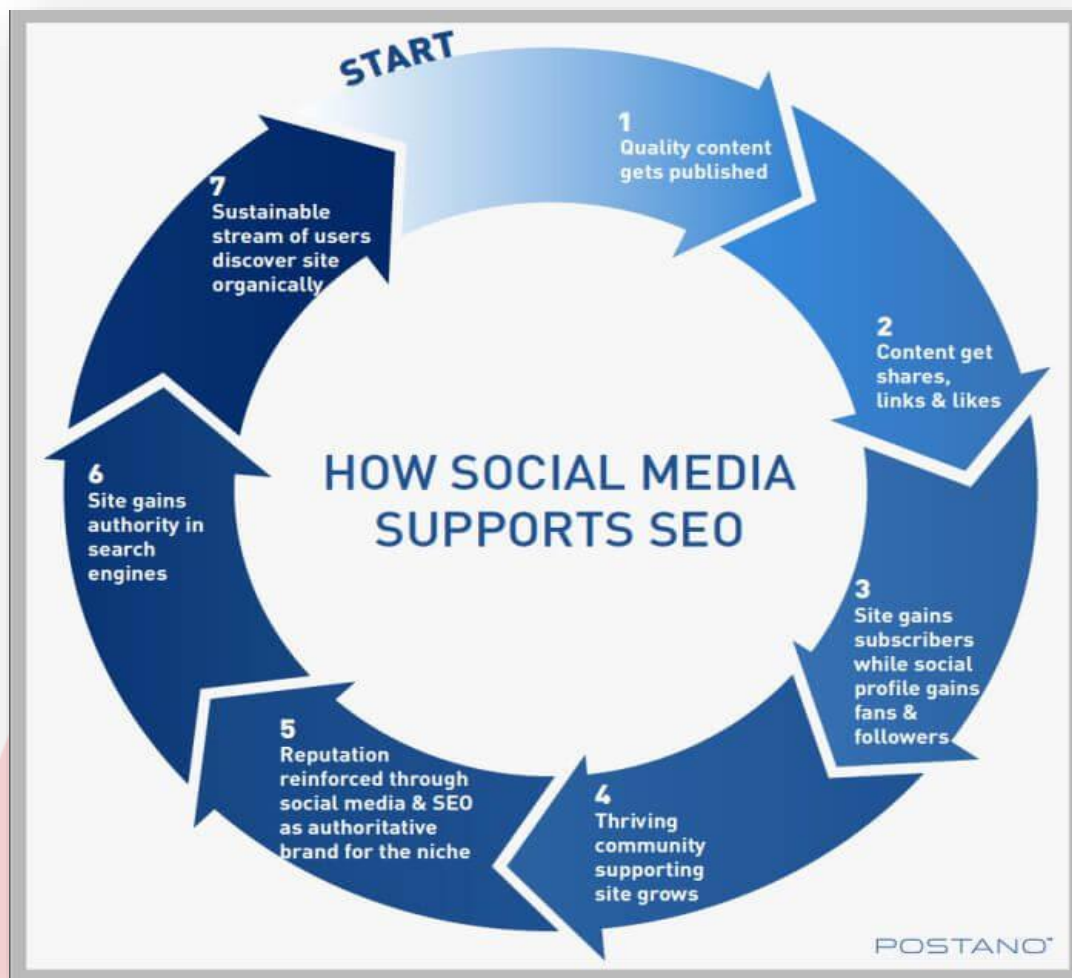 START
1
Quality content
gets published
2
Content get
shares,
links & likes
3
Site gains
subscribers
while social
profile gains
fans &
followers
4
Thriving
community
supporting
site grows
5
Reputation
reinforced through
social media & SEO
as authoritative
brand for the niche
6
Site gains
authority in
search
engines
7
Sustainable
stream of users
discover site
organically
HOW SOCIAL MEDIA
SUPPORTS SEO
POSTANO™